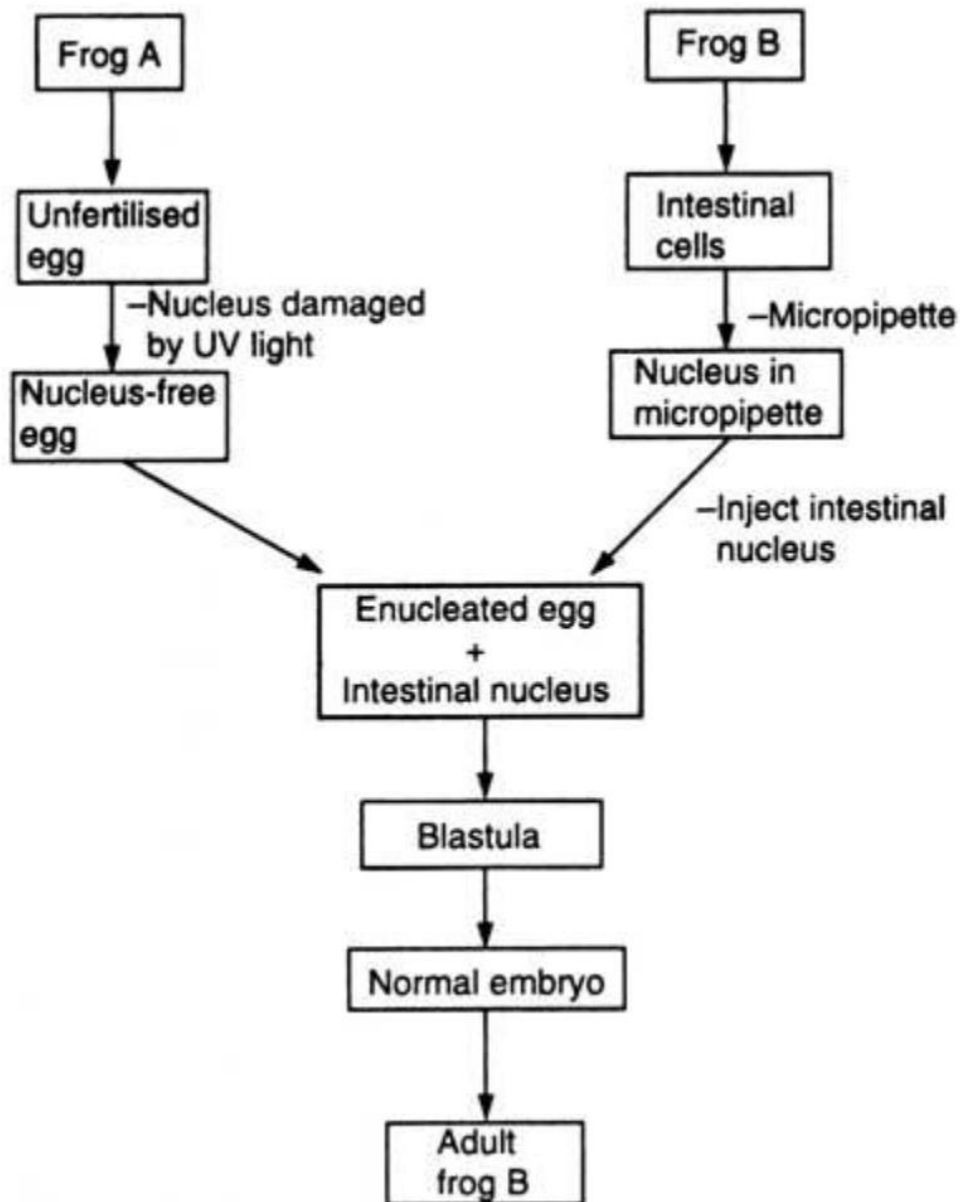 Frog A
Frog B
Unfertilised
egg
Intestinal
cells
–Nucleus damaged
by UV light
–Micropipette
Nucleus-free
egg
Nucleus in
micropipette
–Inject intestinal
nucleus
Enucleated egg
+
Intestinal nucleus
Blastula
Normal embryo
Adult
frog B